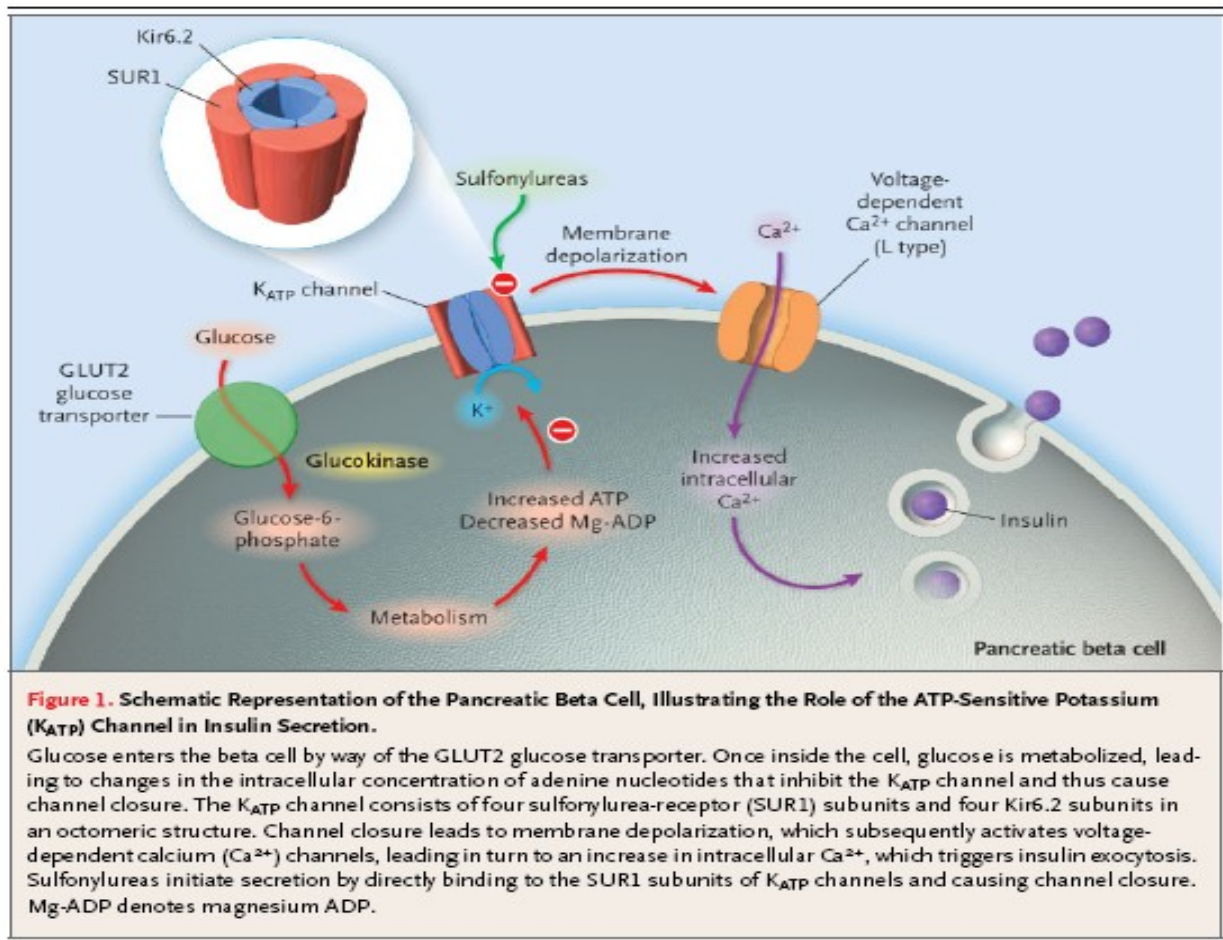 Kir6.2
SUR1
Sulfonylureas
Voltage-
dependent
Ca²⁺ channel
(L type)
Ca²⁺
Membrane
depolarization
K_ATP channel
Glucose
GLUT2
glucose
transporter
K⁺
Glucokinase
Increased
intracellular
Ca²⁺
Increased ATP
Decreased Mg-ADP
Glucose-6-
phosphate
Insulin
Metabolism
Pancreatic beta cell
Figure 1. Schematic Representation of the Pancreatic Beta Cell, Illustrating the Role of the ATP-Sensitive Potassium
(K_ATP) Channel in Insulin Secretion.
Glucose enters the beta cell by way of the GLUT2 glucose transporter. Once inside the cell, glucose is metabolized, lead-
ing to changes in the intracellular concentration of adenine nucleotides that inhibit the K_ATP channel and thus cause
channel closure. The K_ATP channel consists of four sulfonylurea-receptor (SUR1) subunits and four Kir6.2 subunits in
an octomeric structure. Channel closure leads to membrane depolarization, which subsequently activates voltage-
dependent calcium (Ca²⁺) channels, leading in turn to an increase in intracellular Ca²⁺, which triggers insulin exocytosis.
Sulfonylureas initiate secretion by directly binding to the SUR1 subunits of K_ATP channels and causing channel closure.
Mg-ADP denotes magnesium ADP.